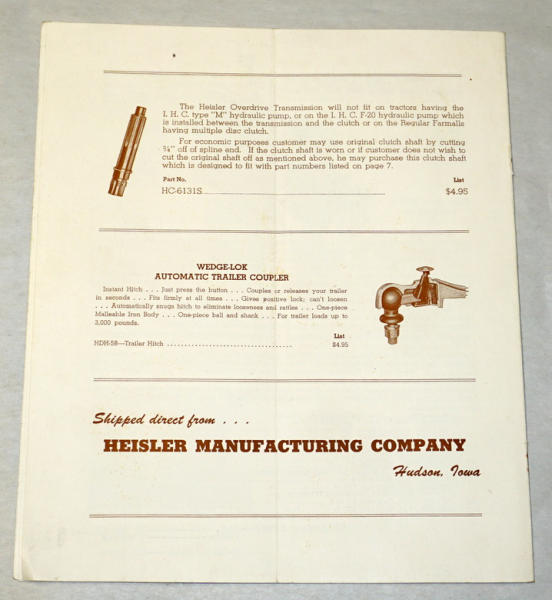 The Heisler Overdrive Transmission will not fit on tractors having the
I. H. C. type "M" hydraulic pump, or on the I. H. C. F-20 hydraulic pump which
is installed between the transmission and the clutch or on the Regular Farmalls
having multiple disc clutch.
For economic purposes customer may use original clutch shaft by cutting
¾" off of spline end. If the clutch shaft is worn or if customer does not wish to
cut the original shaft off as mentioned above, he may purchase this clutch shaft
which is designed to fit with part numbers listed on page 7.
Part No. List
HC-6131S $4.95
WEDGE-LOK
AUTOMATIC TRAILER COUPLER
Instant Hitch . . . Just press the button . . . Couples or releases your trailer
in seconds . . . Fits firmly at all times . . . Gives positive lock; can't loosen
. . . Automatically snugs hitch to eliminate looseness and rattles . . . One-piece
Malleable Iron Body . . . One-piece ball and shank . . . For trailer loads up to
3,000 pounds.
List
HDH-58—Trailer Hitch ...................................... $4.95
Shipped direct from . . .
HEISLER MANUFACTURING COMPANY
Hudson, Iowa